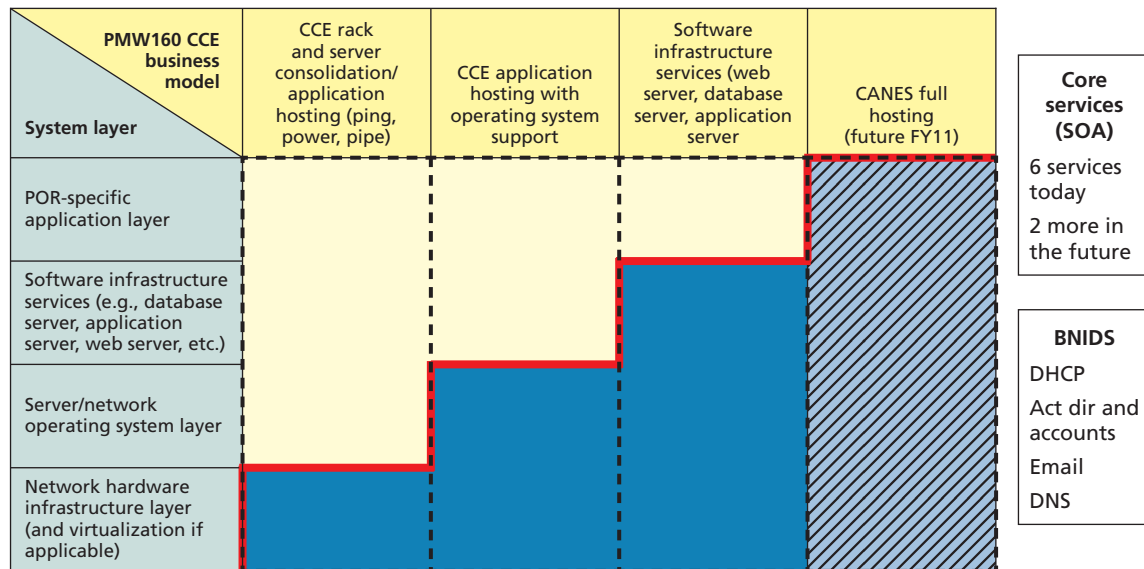 PMW160 CCE
business
model
System layer
CCE rack
and server
consolidation/
application
hosting (ping,
power, pipe)
CCE application
hosting with
operating system
support
Software
infrastructure
services (web
server, database
server, application
server
CANES full
hosting
(future FY11)
POR-specific
application layer
Software infrastructure
services (e.g., database
server, application
server, web server, etc.)
Server/network
operating system layer
Network hardware
infrastructure layer
(and virtualization if
applicable)
Core
services
(SOA)
6 services
today
2 more in
the future
BNIDS
DHCP
Act dir and
accounts
Email
DNS